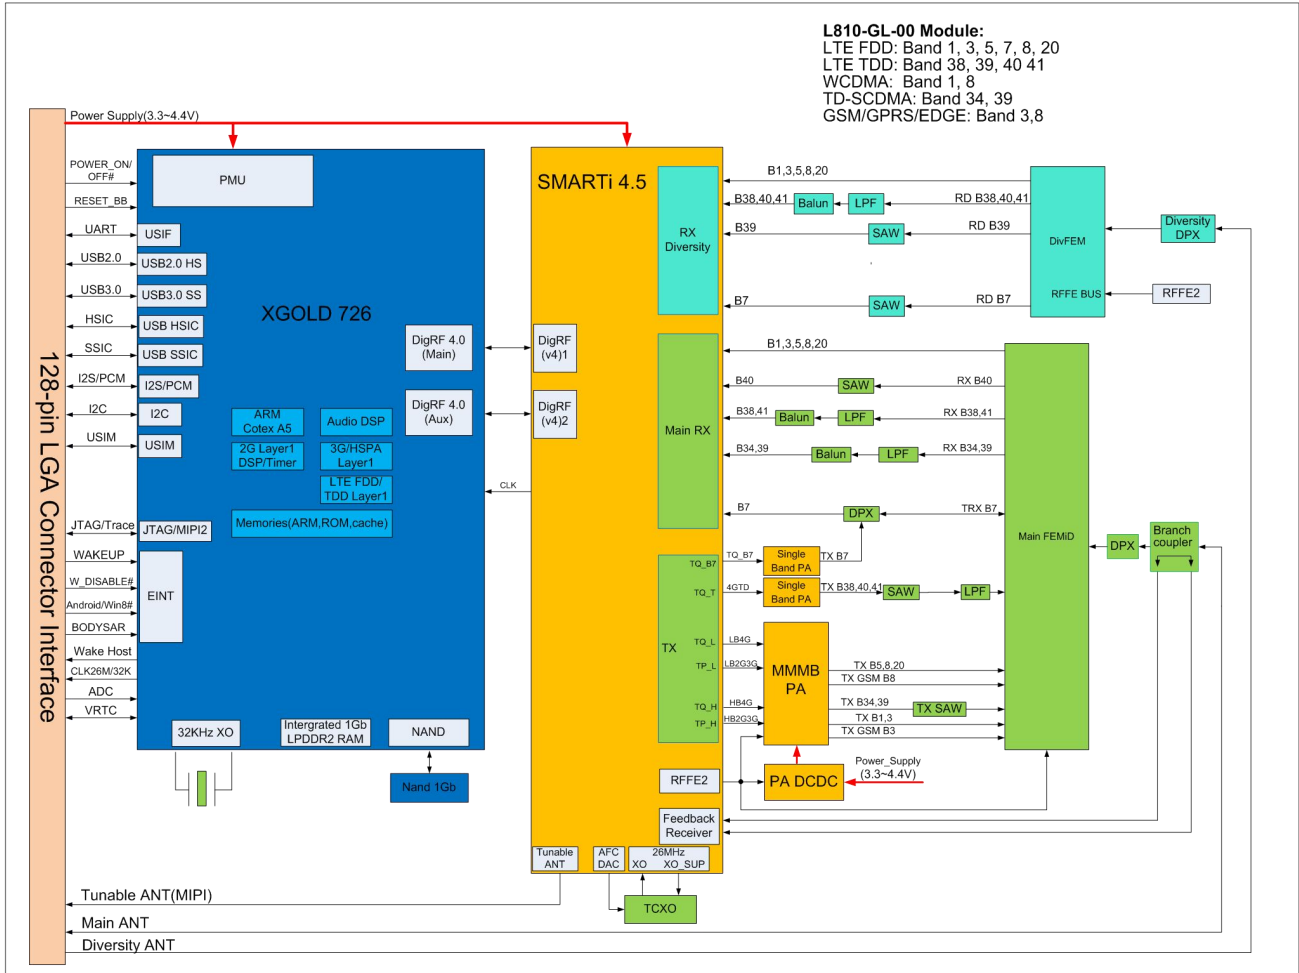 L810-GL-00 Module:
LTE FDD: Band 1, 3, 5, 7, 8, 20
LTE TDD: Band 38, 39, 40 41
WCDMA: Band 1, 8
TD-SCDMA: Band 34, 39
GSM/GPRS/EDGE: Band 3,8
128-pin LGA Connector Interface
Power Supply(3.3~4.4V)
POWER_ON/
OFF#
RESET_BB
UART
USB2.0
USB3.0
HSIC
SSIC
I2S/PCM
I2C
USIM
JTAG/Trace
WAKEUP
W_DISABLE#
Android/Win8#
BODYSAR
Wake Host
CLK26M/32K
ADC
VRTC
Tunable ANT(MIPI)
Main ANT
Diversity ANT
PMU
USIF
USB2.0 HS
USB3.0 SS
USB HSIC
USB SSIC
I2S/PCM
I2C
USIM
JTAG/MIPI2
EINT
XGOLD 726
DigRF 4.0
(Main)
DigRF 4.0
(Aux)
ARM
Cotex A5
Audio DSP
2G Layer1
DSP/Timer
3G/HSPA
Layer1
LTE FDD/
TDD Layer1
Memories(ARM,ROM,cache)
32KHz XO
Intergrated 1Gb
LPDDR2 RAM
NAND
Nand 1Gb
CLK
SMARTi 4.5
DigRF
(v4)1
DigRF
(v4)2
RX
Diversity
Main RX
TX
TQ_B7
TQ_T
TQ_L
TP_L
TQ_H
TP_H
RFFE2
Feedback
Receiver
Tunable
ANT
AFC
DAC
26MHz
XO
XO_SUP
TCXO
B1,3,5,8,20
B38,40,41
Balun
LPF
RD B38,40,41
B39
SAW
RD B39
B7
SAW
RD B7
DivFEM
RFFE BUS
Diversity
DPX
RFFE2
B1,3,5,8,20
B40
SAW
RX B40
B38,41
Balun
LPF
RX B38,41
B34,39
Balun
LPF
RX B34,39
B7
DPX
TRX B7
Main FEMiD
DPX
Branch
coupler
TQ_B7
Single
Band PA
TX B7
4GTD
Single
Band PA
TX B38,40,41
SAW
LPF
LB4G
LB2G3G
HB4G
HB2G3G
MMMB
PA
TX B5,8,20
TX GSM B8
TX B34,39
TX SAW
TX B1,3
TX GSM B3
PA DCDC
Power_Supply
(3.3~4.4V)